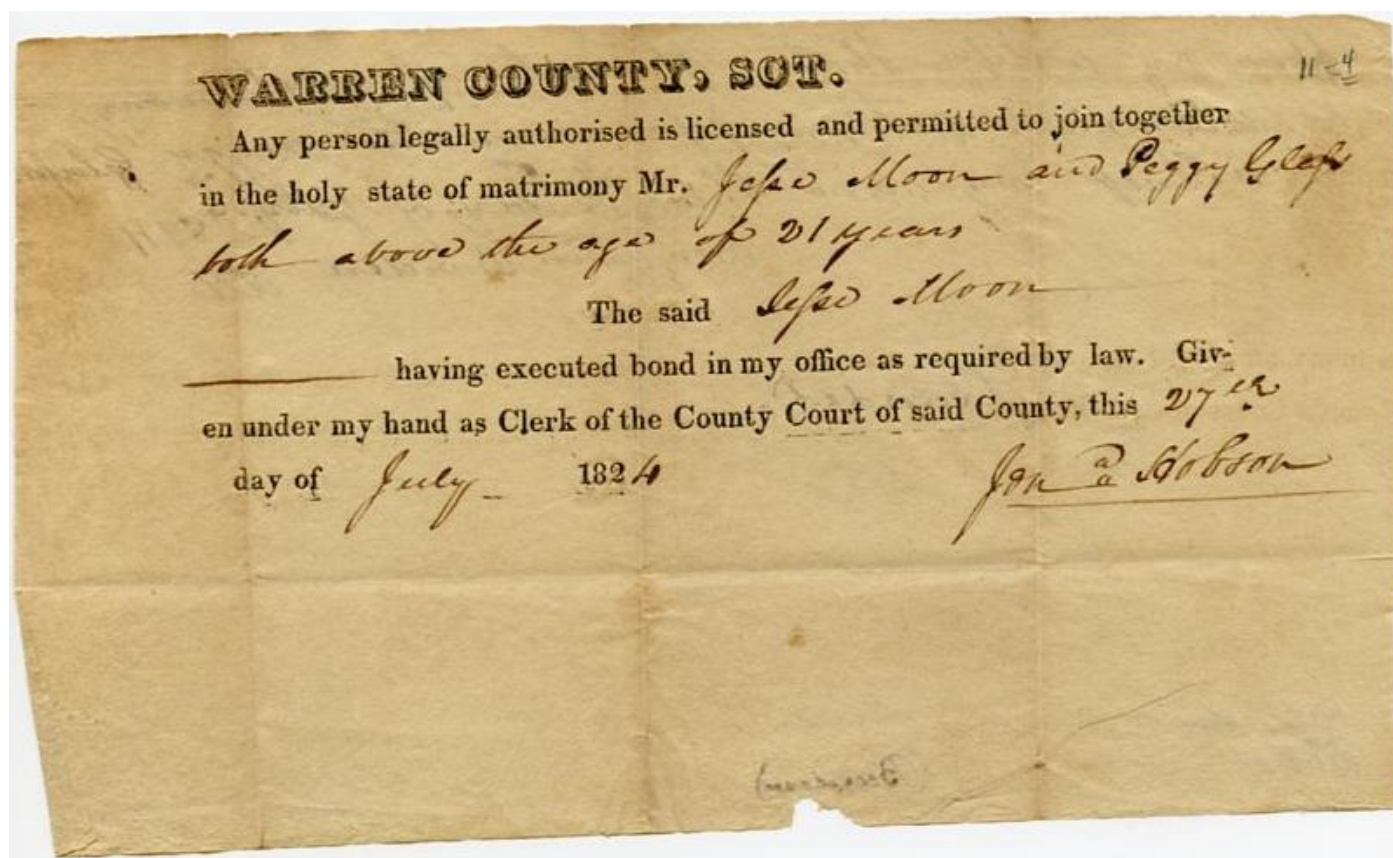 WARREN COUNTY, SCT.
11-4
Any person legally authorised is licensed and permitted to join together
in the holy state of matrimony Mr. Jesse Moon and Peggy Glass
both above the age of 21 years
The said Jesse Moon
having executed bond in my office as required by law. Giv-
en under my hand as Clerk of the County Court of said County, this 27th
day of July 1824
Jon Hobson